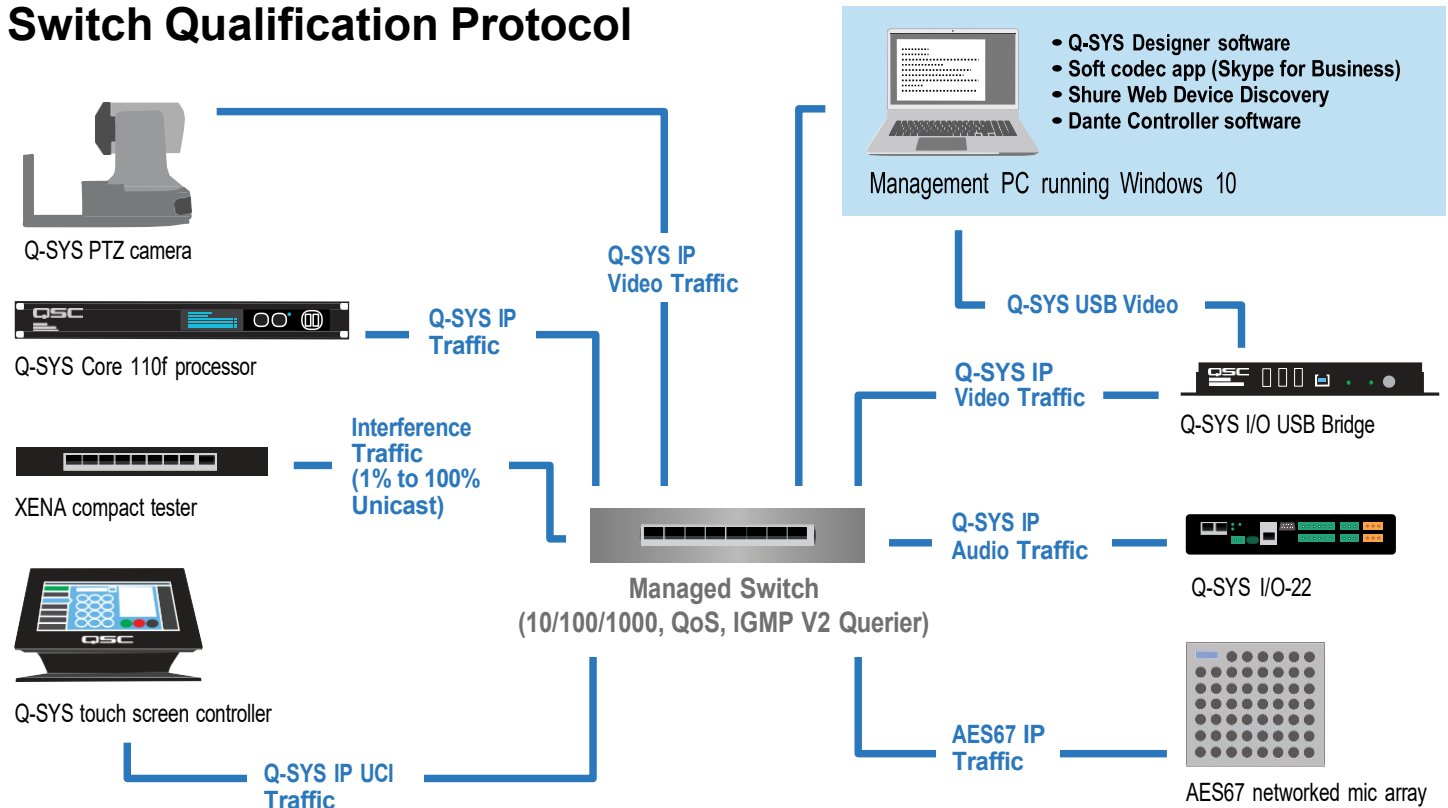 Switch Qualification Protocol
• Q-SYS Designer software
• Soft codec app (Skype for Business)
• Shure Web Device Discovery
• Dante Controller software
Management PC running Windows 10
Q-SYS PTZ camera
Q-SYS IP
Video Traffic
QSC
Q-SYS Core 110f processor
Q-SYS IP
Traffic
Q-SYS USB Video
Q-SYS IP
Video Traffic
QSC
Q-SYS I/O USB Bridge
Interference
Traffic
(1% to 100%
Unicast)
XENA compact tester
Managed Switch
(10/100/1000, QoS, IGMP V2 Querier)
Q-SYS IP
Audio Traffic
Q-SYS I/O-22
QSC
Q-SYS touch screen controller
Q-SYS IP UCI
Traffic
AES67 IP
Traffic
AES67 networked mic array